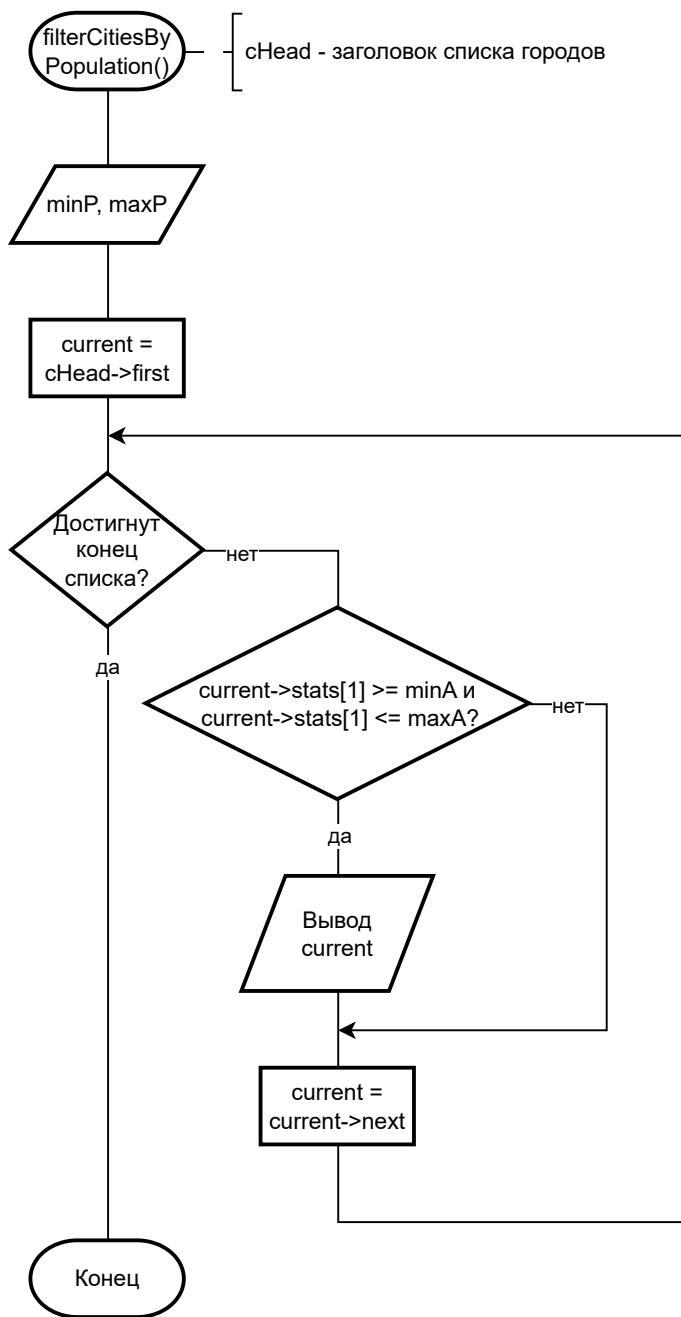 filterCitiesBy
Population()
cHead - заголовок списка городов
minP, maxP
current =
cHead->first
Достигнут
конец
списка?
нет
да
current->stats[1] >= minA и
current->stats[1] <= maxA?
нет
да
Вывод
current
current =
current->next
Конец